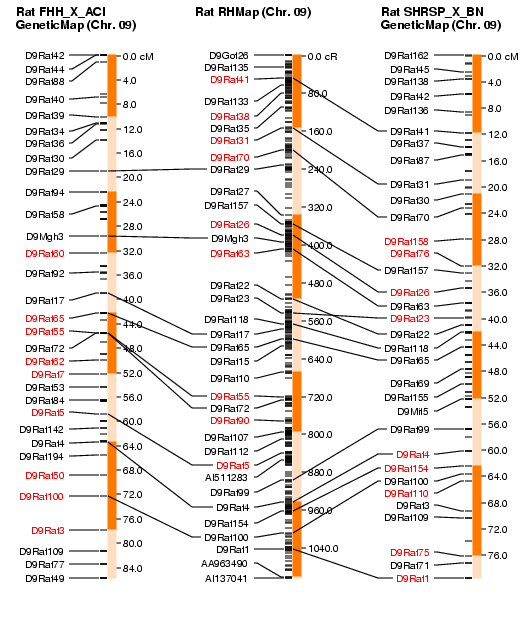 Rat FHH_X_ACI
GeneticMap (Chr. 09)
D9Rat42
D9Rat44
D9Rat88
D9Rat40
D9Rat39
D9Rat34
D9Rat36
D9Rat30
D9Rat29
D9Rat94
D9Rat58
D9Mgh3
D9Rat60
D9Rat92
D9Rat17
D9Rat65
D9Rat55
D9Rat72
D9Rat62
D9Rat7
D9Rat53
D9Rat84
D9Rat5
D9Rat142
D9Rat4
D9Rat194
D9Rat50
D9Rat100
D9Rat3
D9Rat109
D9Rat77
D9Rat49
0.0 cM
4.0
8.0
12.0
16.0
20.0
24.0
28.0
32.0
36.0
40.0
44.0
48.0
52.0
56.0
60.0
64.0
68.0
72.0
76.0
80.0
84.0
Rat RHMap (Chr. 09)
D9Got26
D9Rat135
D9Rat41
D9Rat133
D9Rat38
D9Rat35
D9Rat31
D9Rat70
D9Rat29
D9Rat27
D9Rat157
D9Rat26
D9Mgh3
D9Rat63
D9Rat22
D9Rat23
D9Rat118
D9Rat17
D9Rat65
D9Rat15
D9Rat10
D9Rat55
D9Rat72
D9Rat90
D9Rat107
D9Rat112
D9Rat5
AI511283
D9Rat99
D9Rat4
D9Rat154
D9Rat100
D9Rat1
AA963490
AI137041
0.0 cR
80.0
160.0
240.0
320.0
400.0
480.0
560.0
640.0
720.0
800.0
880.0
960.0
1040.0
Rat SHRSP_X_BN
GeneticMap (Chr. 09)
D9Rat162
D9Rat45
D9Rat138
D9Rat42
D9Rat136
D9Rat41
D9Rat37
D9Rat87
D9Rat31
D9Rat30
D9Rat70
D9Rat158
D9Rat76
D9Rat157
D9Rat26
D9Rat63
D9Rat23
D9Rat22
D9Rat118
D9Rat65
D9Rat69
D9Rat155
D9Mit5
D9Rat99
D9Rat4
D9Rat154
D9Rat100
D9Rat110
D9Rat3
D9Rat109
D9Rat75
D9Rat71
D9Rat1
0.0 cM
4.0
8.0
12.0
16.0
20.0
24.0
28.0
32.0
36.0
40.0
44.0
48.0
52.0
56.0
60.0
64.0
68.0
72.0
76.0